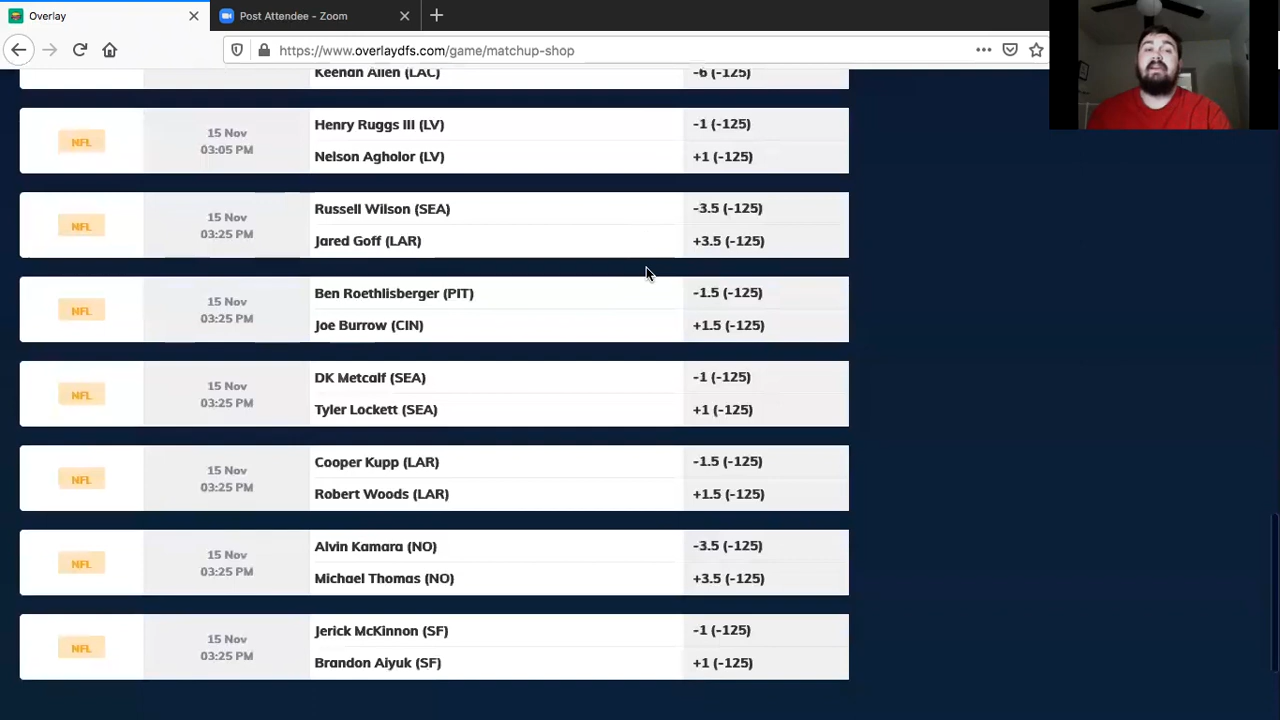 Overlay
Post Attendee - Zoom
https://www.overlaydfs.com/game/matchup-shop
Keenan Allen (LAC) -6 (-125)
NFL
15 Nov
03:05 PM
Henry Ruggs III (LV) -1 (-125)
Nelson Agholor (LV) +1 (-125)
NFL
15 Nov
03:25 PM
Russell Wilson (SEA) -3.5 (-125)
Jared Goff (LAR) +3.5 (-125)
NFL
15 Nov
03:25 PM
Ben Roethlisberger (PIT) -1.5 (-125)
Joe Burrow (CIN) +1.5 (-125)
NFL
15 Nov
03:25 PM
DK Metcalf (SEA) -1 (-125)
Tyler Lockett (SEA) +1 (-125)
NFL
15 Nov
03:25 PM
Cooper Kupp (LAR) -1.5 (-125)
Robert Woods (LAR) +1.5 (-125)
NFL
15 Nov
03:25 PM
Alvin Kamara (NO) -3.5 (-125)
Michael Thomas (NO) +3.5 (-125)
NFL
15 Nov
03:25 PM
Jerick McKinnon (SF) -1 (-125)
Brandon Aiyuk (SF) +1 (-125)